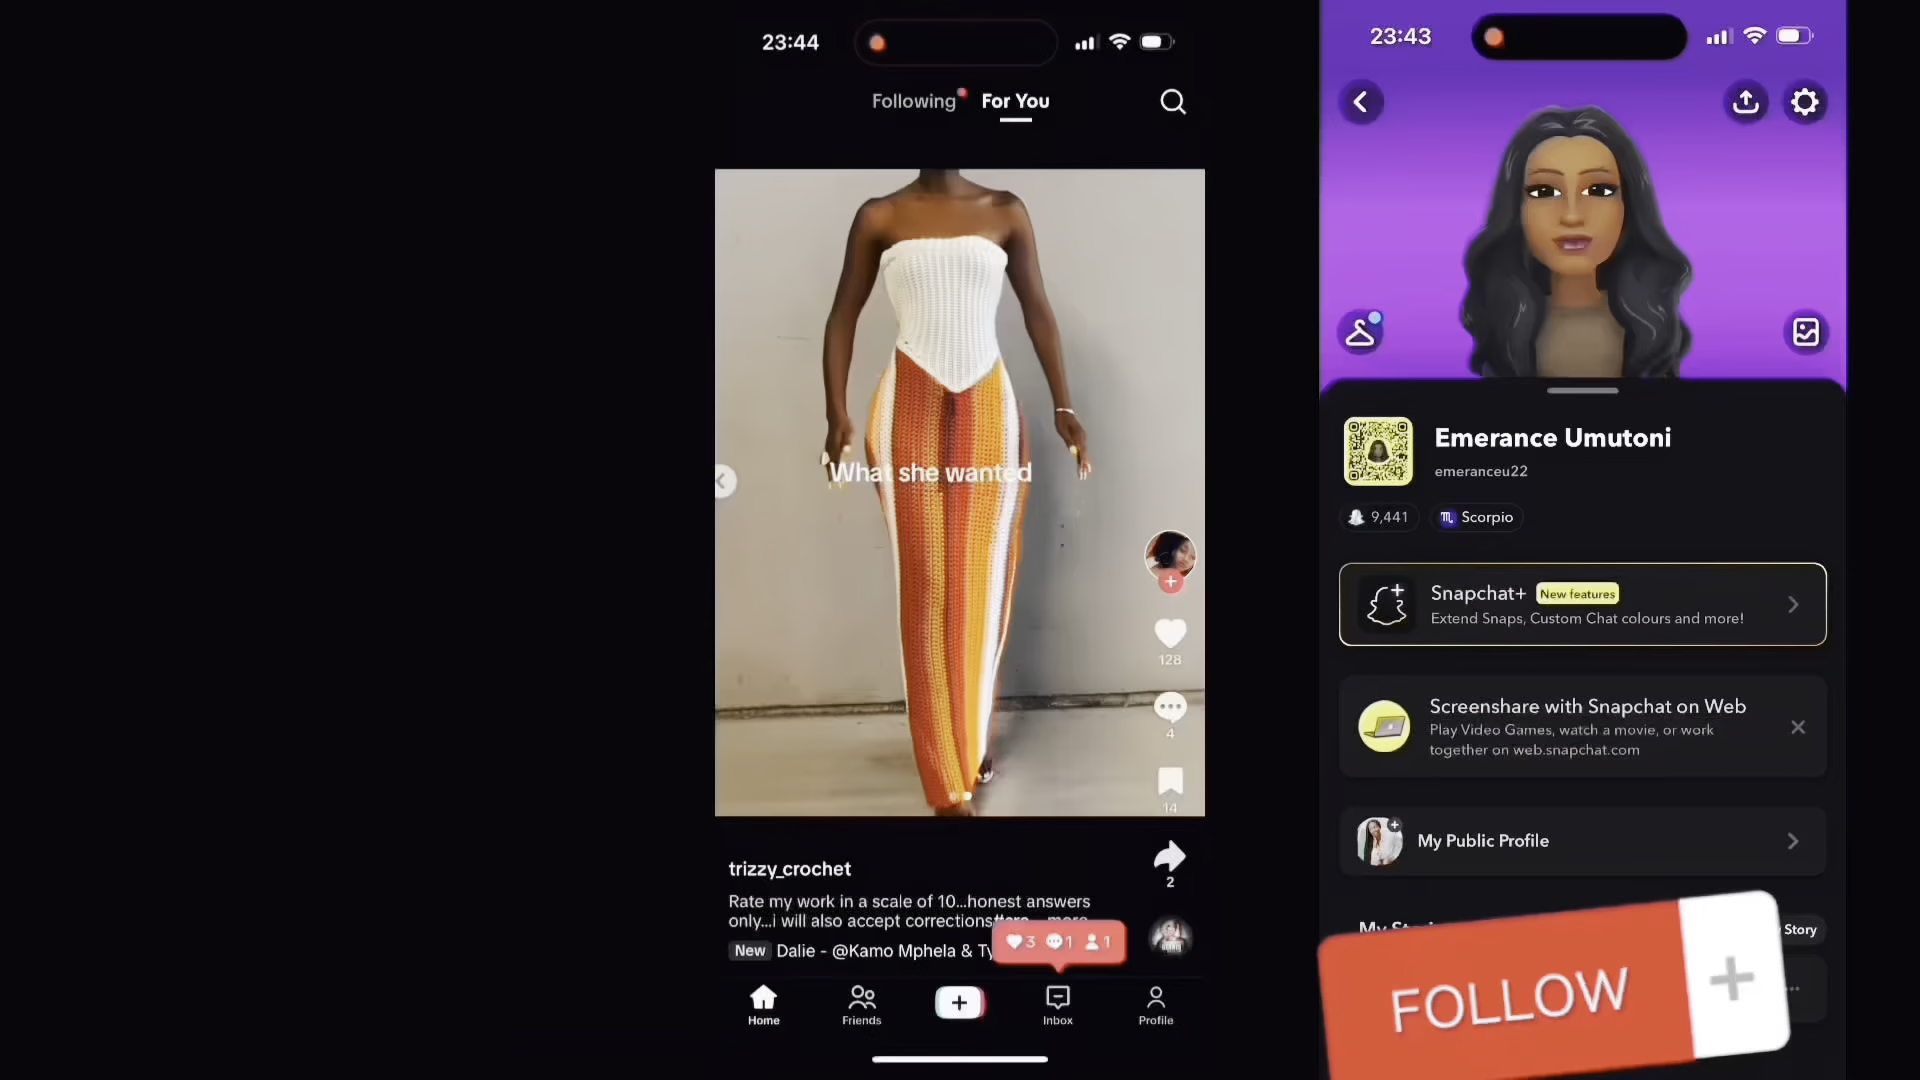 23:44
Following
For You
What she wanted
128
4
14
trizzy_crochet
2
Rate my work in a scale of 10...honest answers
only...i will also accept corrections
more
New Dalie - @Kamo Mphela & Ty
3 1 1
Home
Friends
Inbox
Profile
23:43
Emerance Umutoni
emeranceu22
9,441
Scorpio
Snapchat+ New features
Extend Snaps, Custom Chat colours and more!
Screenshare with Snapchat on Web
Play Video Games, watch a movie, or work
together on web.snapchat.com
My Public Profile
My
Story
FOLLOW